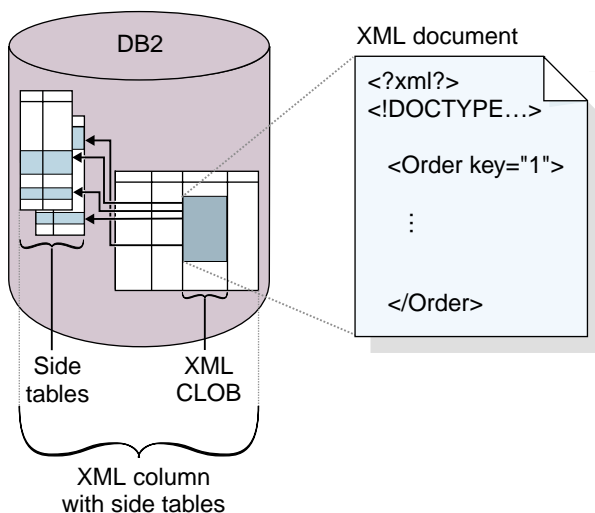 DB2
XML document
<?xml?>
<!DOCTYPE…>
<Order key="1">
⋮
</Order>
Side
tables
XML
CLOB
XML column
with side tables